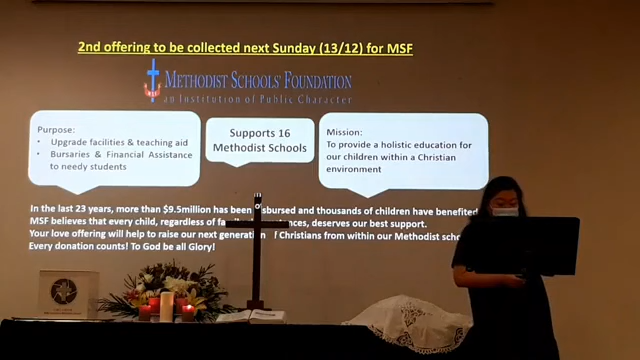 2nd offering to be collected next Sunday (13/12) for MSF
METHODIST SCHOOLS' FOUNDATION
an Institution of Public Character
Purpose:
• Upgrade facilities & teaching aid
• Bursaries & Financial Assistance
to needy students
Supports 16
Methodist Schools
Mission:
To provide a holistic education for
our children within a Christian
environment
In the last 23 years, more than $9.5million has been disbursed and thousands of children have benefited
MSF believes that every child, regardless of deserves our best support.
Your love offering will help to raise our next generation of Christians from within our Methodist
Every donation counts! To God be all Glory!